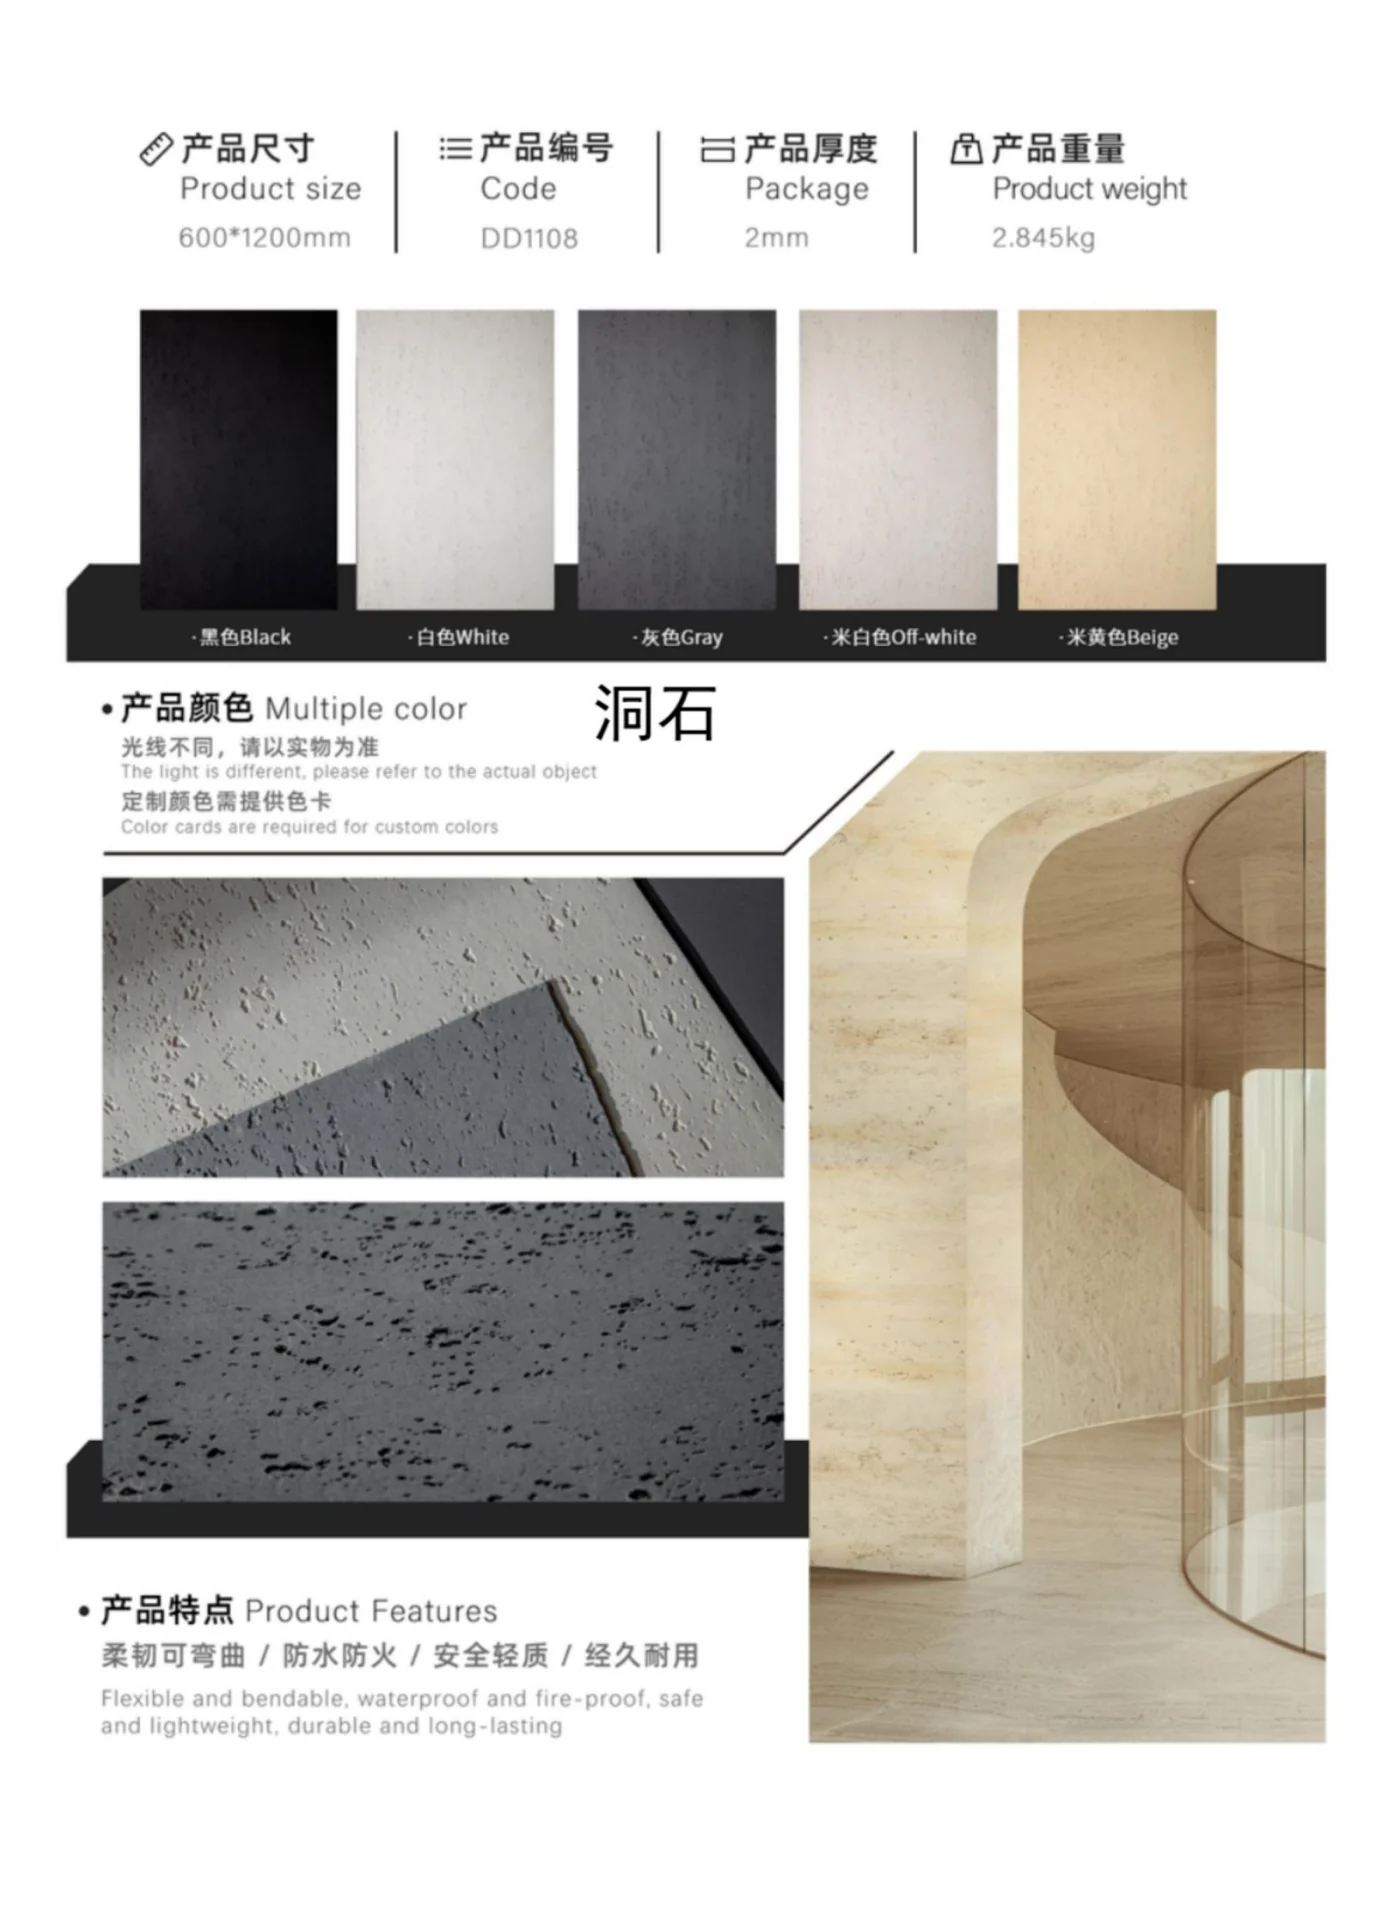 产品尺寸
Product size
600*1200mm
产品编号
Code
DD1108
产品厚度
Package
2mm
产品重量
Product weight
2.845kg
·黑色Black
·白色White
·灰色Gray
·米白色Off-white
·米黄色Beige
•产品颜色 Multiple color
洞石
光线不同，请以实物为准
The light is different, please refer to the actual object
定制颜色需提供色卡
Color cards are required for custom colors
•产品特点 Product Features
柔韧可弯曲 / 防水防火 / 安全轻质 / 经久耐用
Flexible and bendable, waterproof and fire-proof, safe
and lightweight, durable and long-lasting